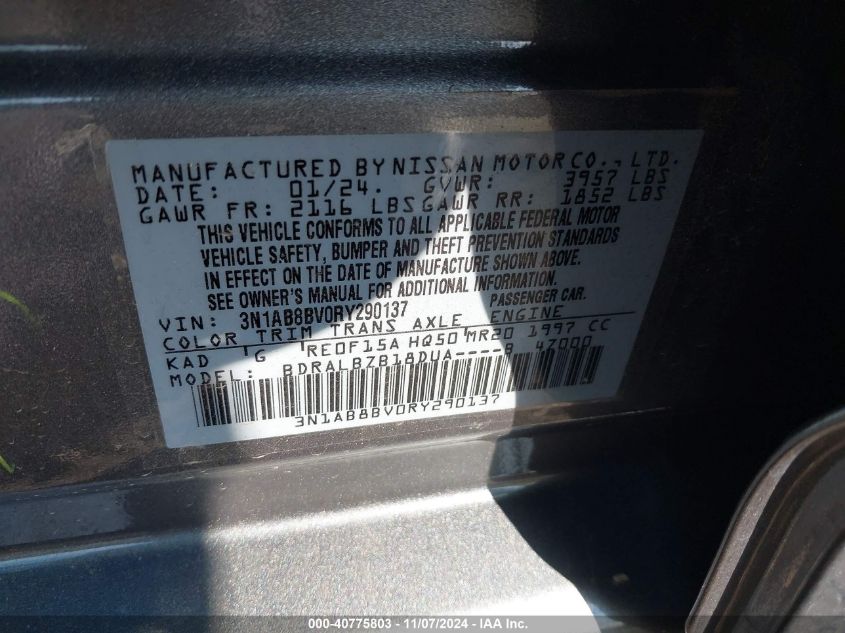 MANUFACTURED BY NISSAN MOTOR CO., LTD.
DATE: 01/24. GVWR: 3957 LBS
GAWR FR: 2116 LBS GAWR RR: 1852 LBS
THIS VEHICLE CONFORMS TO ALL APPLICABLE FEDERAL MOTOR
VEHICLE SAFETY, BUMPER AND THEFT PREVENTION STANDARDS
IN EFFECT ON THE DATE OF MANUFACTURE SHOWN ABOVE.
SEE OWNER'S MANUAL FOR ADDITIONAL INFORMATION.
VIN: 3N1AB8BV0RY290137 PASSENGER CAR.
COLOR TRIM TRANS AXLE ENGINE
KAD G RE0F15A HQ50 MR20 1997 CC
MODEL: BDRALBZB18DUA----B 47000
3N1AB8BV0RY290137
000-40775803 - 11/07/2024 - IAA, Inc.